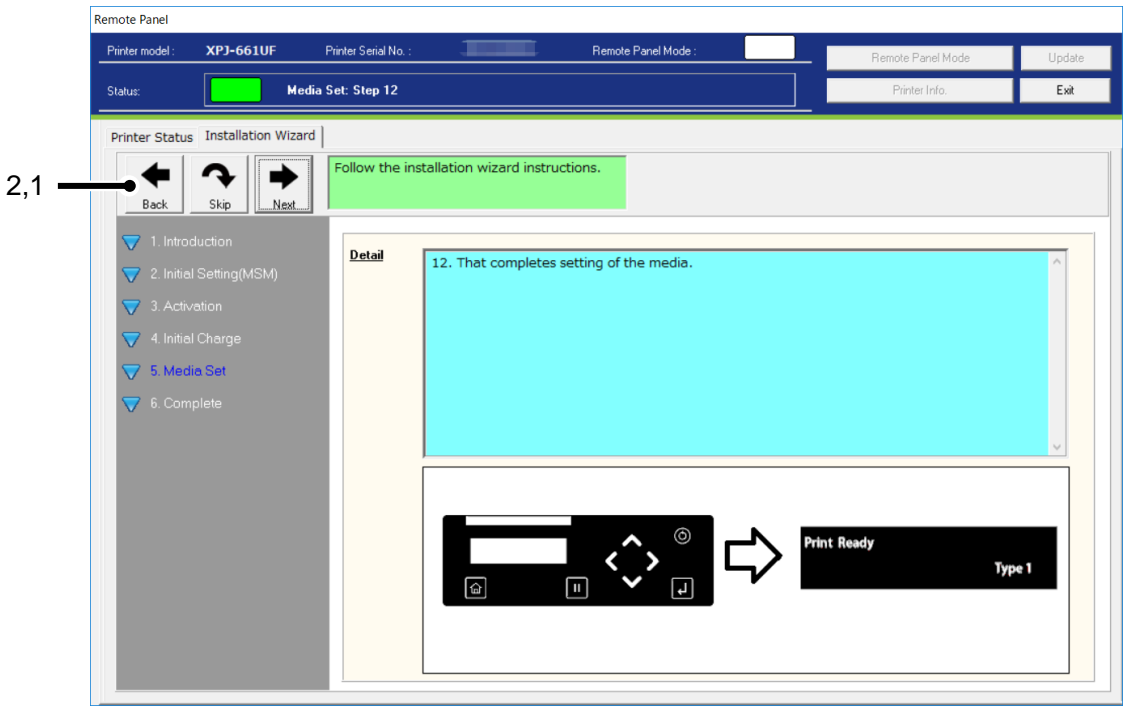 Remote Panel
Printer model : XPJ-661UF Printer Serial No. : Remote Panel Mode :
Remote Panel Mode Update
Status: Media Set: Step 12
Printer Info. Exit
Printer Status Installation Wizard
2,1
Back Skip Next
Follow the installation wizard instructions.
1. Introduction
2. Initial Setting(MSM)
3. Activation
4. Initial Charge
5. Media Set
6. Complete
Detail
12. That completes setting of the media.
Print Ready
Type 1